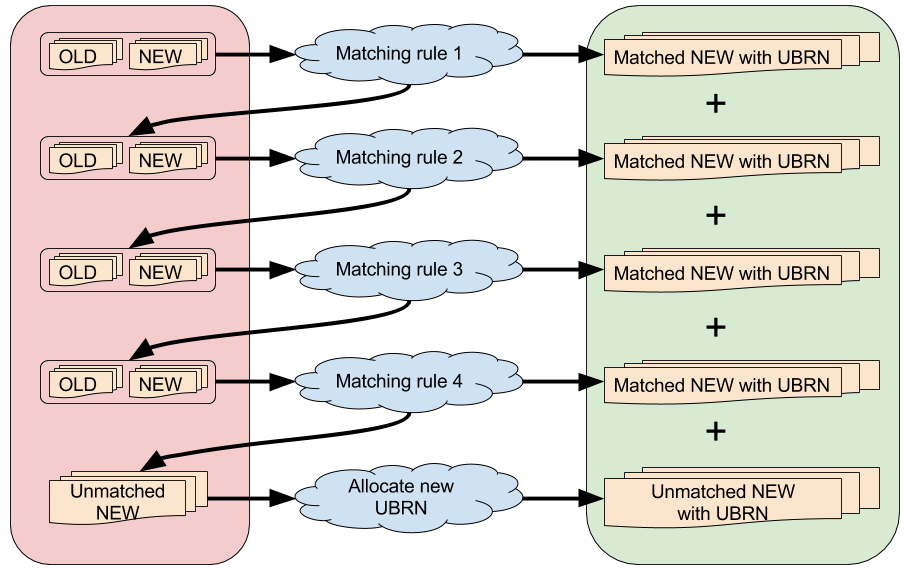 OLD NEW Matching rule 1 Matched NEW with UBRN
+
OLD NEW Matching rule 2 Matched NEW with UBRN
+
OLD NEW Matching rule 3 Matched NEW with UBRN
+
OLD NEW Matching rule 4 Matched NEW with UBRN
+
Unmatched
NEW
Allocate new
UBRN
Unmatched NEW
with UBRN